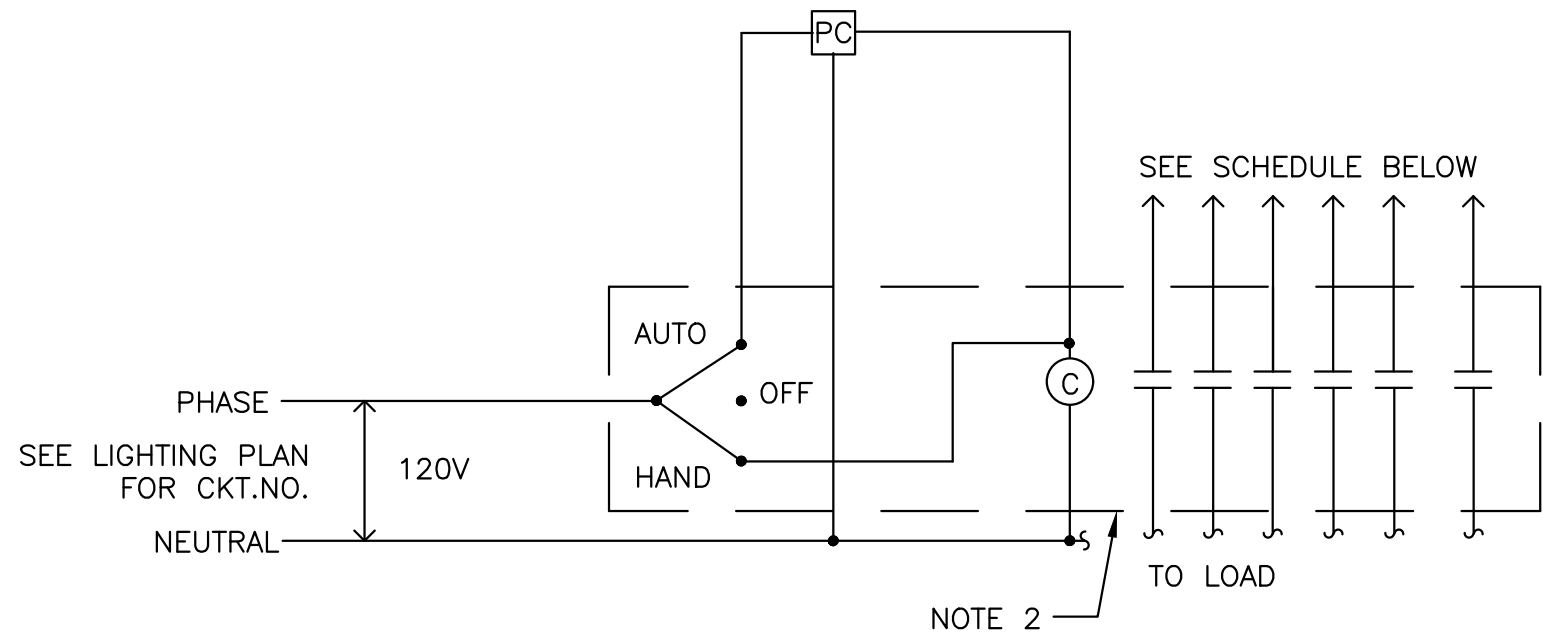 PC
SEE SCHEDULE BELOW
AUTO
OFF
C
PHASE
SEE LIGHTING PLAN
FOR CKT.NO.
120V
HAND
NEUTRAL
TO LOAD
NOTE 2